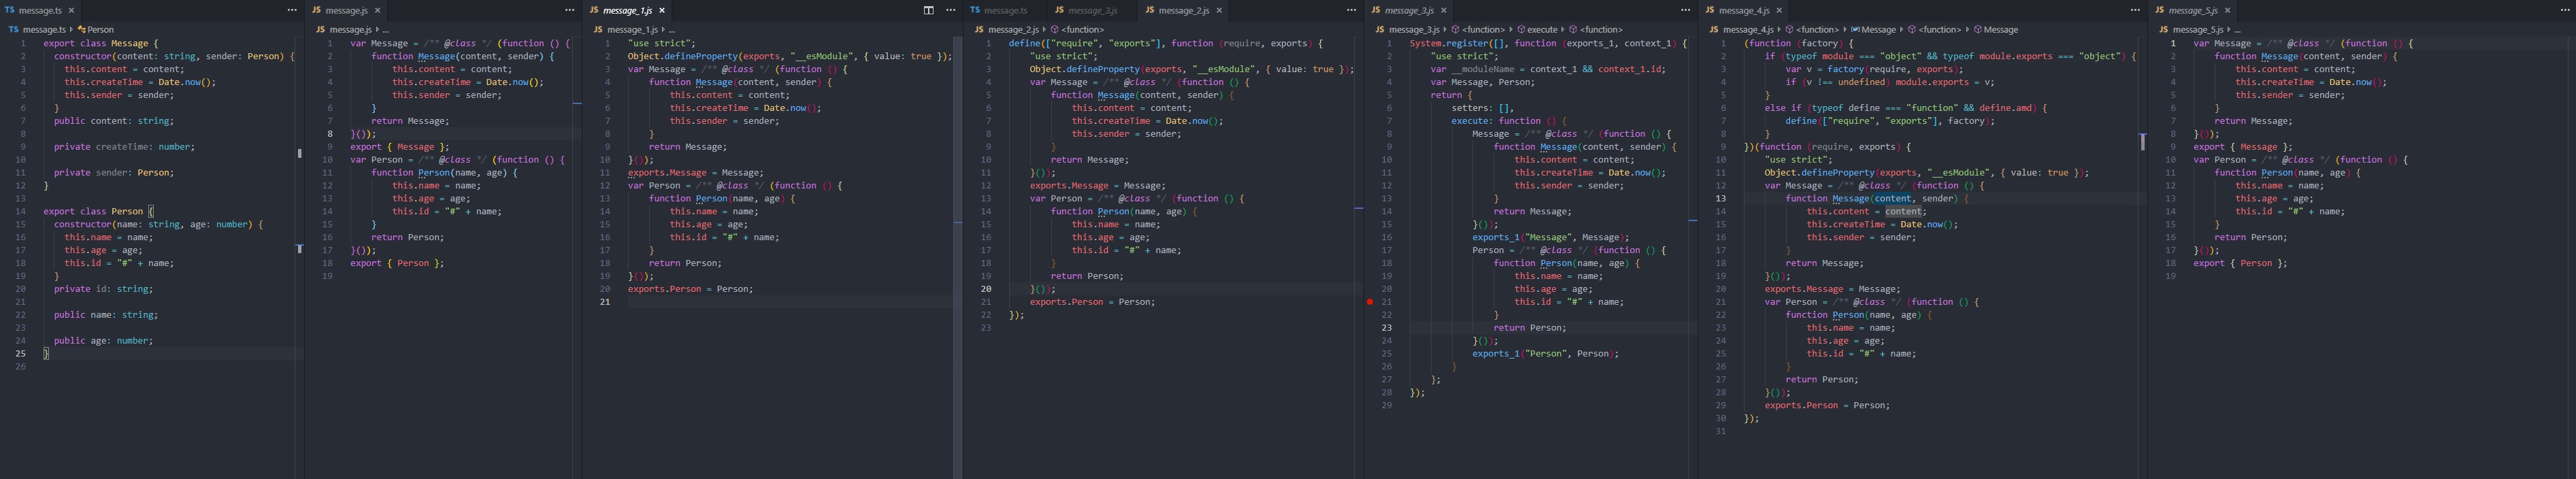 message.ts
message.ts > Person
1 export class Message {
2 constructor(content: string, sender: Person) {
3 this.content = content;
4 this.createTime = Date.now();
5 this.sender = sender;
6 }
7 public content: string;
8
9 private createTime: number;
10
11 private sender: Person;
12 }
13
14 export class Person {
15 constructor(name: string, age: number) {
16 this.name = name;
17 this.age = age;
18 this.id = "#" + name;
19 }
20 private id: string;
21
22 public name: string;
23
24 public age: number;
25 }
26
message.js
message.js > ...
1 var Message = /** @class */ (function () {
2 function Message(content, sender) {
3 this.content = content;
4 this.createTime = Date.now();
5 this.sender = sender;
6 }
7 return Message;
8 }());
9 export { Message };
10 var Person = /** @class */ (function () {
11 function Person(name, age) {
12 this.name = name;
13 this.age = age;
14 this.id = "#" + name;
15 }
16 return Person;
17 }());
18 export { Person };
19
message_1.js
message_1.js > ...
1 "use strict";
2 Object.defineProperty(exports, "__esModule", { value: true });
3 var Message = /** @class */ (function () {
4 function Message(content, sender) {
5 this.content = content;
6 this.createTime = Date.now();
7 this.sender = sender;
8 }
9 return Message;
10 }());
11 exports.Message = Message;
12 var Person = /** @class */ (function () {
13 function Person(name, age) {
14 this.name = name;
15 this.age = age;
16 this.id = "#" + name;
17 }
18 return Person;
19 }());
20 exports.Person = Person;
21
message.ts message_3.js message_2.js
message_2.js > <function>
1 define(["require", "exports"], function (require, exports) {
2 "use strict";
3 Object.defineProperty(exports, "__esModule", { value: true });
4 var Message = /** @class */ (function () {
5 function Message(content, sender) {
6 this.content = content;
7 this.createTime = Date.now();
8 this.sender = sender;
9 }
10 return Message;
11 }());
12 exports.Message = Message;
13 var Person = /** @class */ (function () {
14 function Person(name, age) {
15 this.name = name;
16 this.age = age;
17 this.id = "#" + name;
18 }
19 return Person;
20 }());
21 exports.Person = Person;
22 });
23
message_3.js
message_3.js > <function> > execute > <function>
1 System.register([], function (exports_1, context_1) {
2 "use strict";
3 var __moduleName = context_1 && context_1.id;
4 var Message, Person;
5 return {
6 setters: [],
7 execute: function () {
8 Message = /** @class */ (function () {
9 function Message(content, sender) {
10 this.content = content;
11 this.createTime = Date.now();
12 this.sender = sender;
13 }
14 return Message;
15 }());
16 exports_1("Message", Message);
17 Person = /** @class */ (function () {
18 function Person(name, age) {
19 this.name = name;
20 this.age = age;
21 this.id = "#" + name;
22 }
23 return Person;
24 }());
25 exports_1("Person", Person);
26 }
27 };
28 });
29
message_4.js
message_4.js > <function> > Message > <function> > Message
1 (function (factory) {
2 if (typeof module === "object" && typeof module.exports === "object") {
3 var v = factory(require, exports);
4 if (v !== undefined) module.exports = v;
5 }
6 else if (typeof define === "function" && define.amd) {
7 define(["require", "exports"], factory);
8 }
9 })(function (require, exports) {
10 "use strict";
11 Object.defineProperty(exports, "__esModule", { value: true });
12 var Message = /** @class */ (function () {
13 function Message(content, sender) {
14 this.content = content;
15 this.createTime = Date.now();
16 this.sender = sender;
17 }
18 return Message;
19 }());
20 exports.Message = Message;
21 var Person = /** @class */ (function () {
22 function Person(name, age) {
23 this.name = name;
24 this.age = age;
25 this.id = "#" + name;
26 }
27 return Person;
28 }());
29 exports.Person = Person;
30 });
31
message_5.js
message_5.js > ...
1 var Message = /** @class */ (function () {
2 function Message(content, sender) {
3 this.content = content;
4 this.createTime = Date.now();
5 this.sender = sender;
6 }
7 return Message;
8 }());
9 export { Message };
10 var Person = /** @class */ (function () {
11 function Person(name, age) {
12 this.name = name;
13 this.age = age;
14 this.id = "#" + name;
15 }
16 return Person;
17 }());
18 export { Person };
19